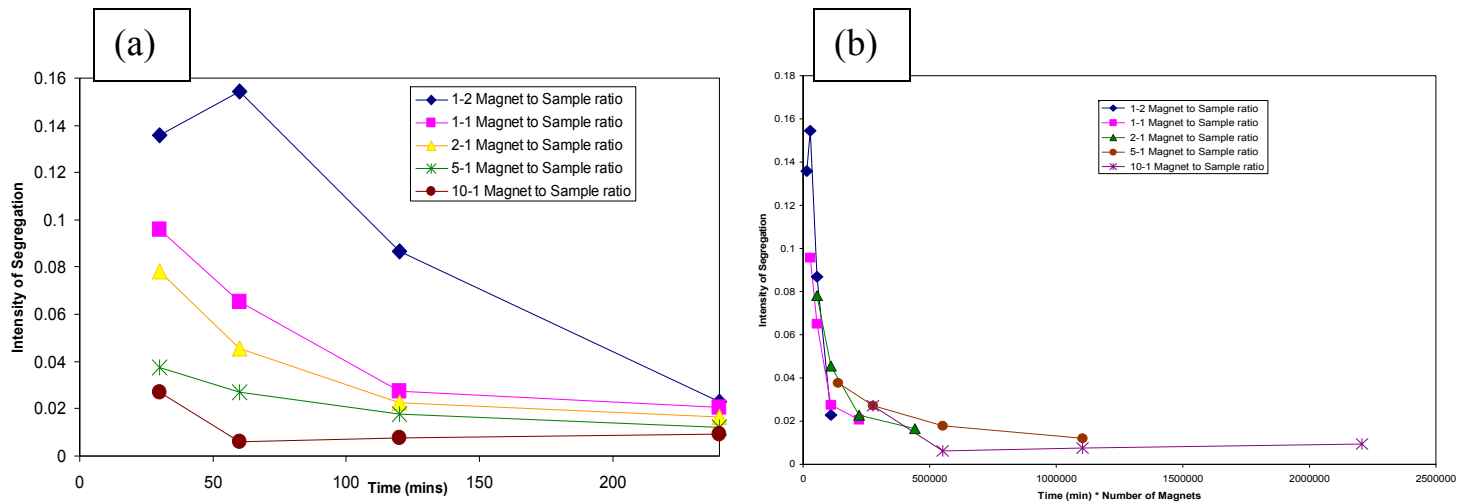 (a)
0.16
0.14
0.12
0.1
0.08
0.06
0.04
0.02
0
Intensity of Segregation
0 50 100 150 200
Time (mins)
1-2 Magnet to Sample ratio
1-1 Magnet to Sample ratio
2-1 Magnet to Sample ratio
5-1 Magnet to Sample ratio
10-1 Magnet to Sample ratio
(b)
0.18
0.16
0.14
0.12
0.1
0.08
0.06
0.04
0.02
0
Intensity of Segregation
0 500000 1000000 1500000 2000000 2500000
Time (min) * Number of Magnets
1-2 Magnet to Sample ratio
1-1 Magnet to Sample ratio
2-1 Magnet to Sample ratio
5-1 Magnet to Sample ratio
10-1 Magnet to Sample ratio